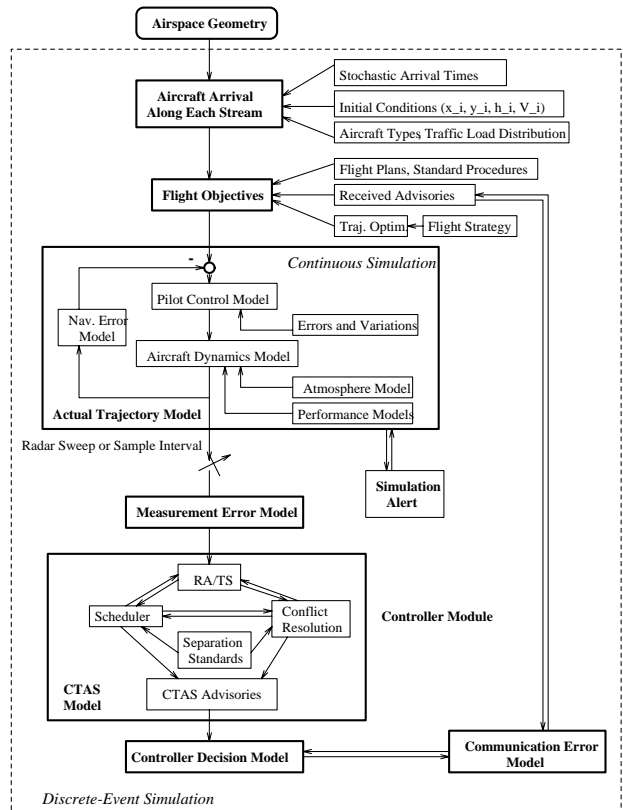 Airspace Geometry
Aircraft Arrival
Along Each Stream
Stochastic Arrival Times
Initial Conditions (x_i, y_i, h_i, V_i)
Aircraft Types, Traffic Load Distribution
Flight Objectives
Flight Plans, Standard Procedures
Received Advisories
Traj. Optim.
Flight Strategy
-
Continuous Simulation
Pilot Control Model
Nav. Error
Model
Errors and Variations
Aircraft Dynamics Model
Atmosphere Model
Performance Models
Actual Trajectory Model
Radar Sweep or Sample Interval
Simulation
Alert
Measurement Error Model
RA/TS
Scheduler
Conflict
Resolution
Separation
Standards
Controller Module
CTAS Advisories
CTAS
Model
Controller Decision Model
Communication Error
Model
Discrete-Event Simulation